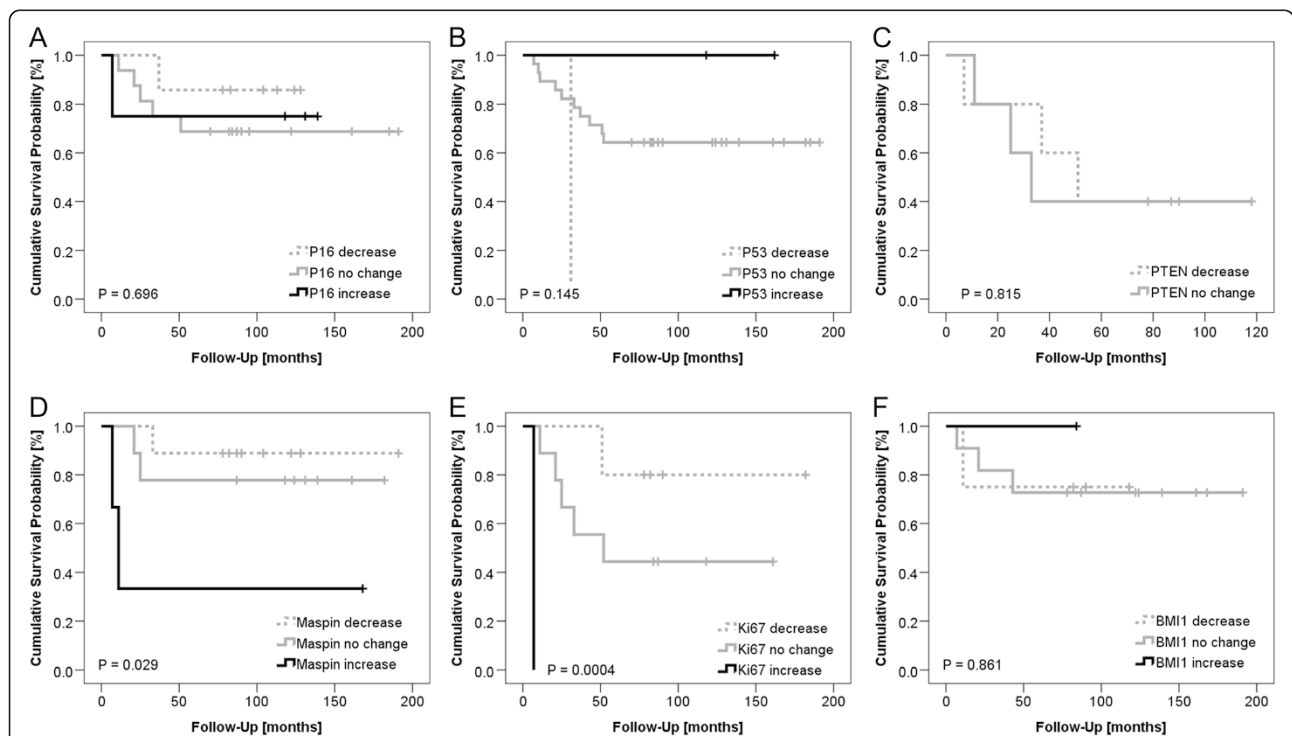 A
Cumulative Survival Probability [%]
1.0
0.8
0.6
0.4
0.2
0.0
P16 decrease
P16 no change
P16 increase
P = 0.696
0 50 100 150 200
Follow-Up [months]
B
Cumulative Survival Probability [%]
1.0
0.8
0.6
0.4
0.2
0.0
P53 decrease
P53 no change
P53 increase
P = 0.145
0 50 100 150 200
Follow-Up [months]
C
Cumulative Survival Probability [%]
1.0
0.8
0.6
0.4
0.2
0.0
PTEN decrease
PTEN no change
P = 0.815
0 20 40 60 80 100 120
Follow-Up [months]
D
Cumulative Survival Probability [%]
1.0
0.8
0.6
0.4
0.2
0.0
Maspin decrease
Maspin no change
Maspin increase
P = 0.029
0 50 100 150 200
Follow-Up [months]
E
Cumulative Survival Probability [%]
1.0
0.8
0.6
0.4
0.2
0.0
Ki67 decrease
Ki67 no change
Ki67 increase
P = 0.0004
0 50 100 150 200
Follow-Up [months]
F
Cumulative Survival Probability [%]
1.0
0.8
0.6
0.4
0.2
0.0
BMI1 decrease
BMI1 no change
BMI1 increase
P = 0.861
0 50 100 150 200
Follow-Up [months]